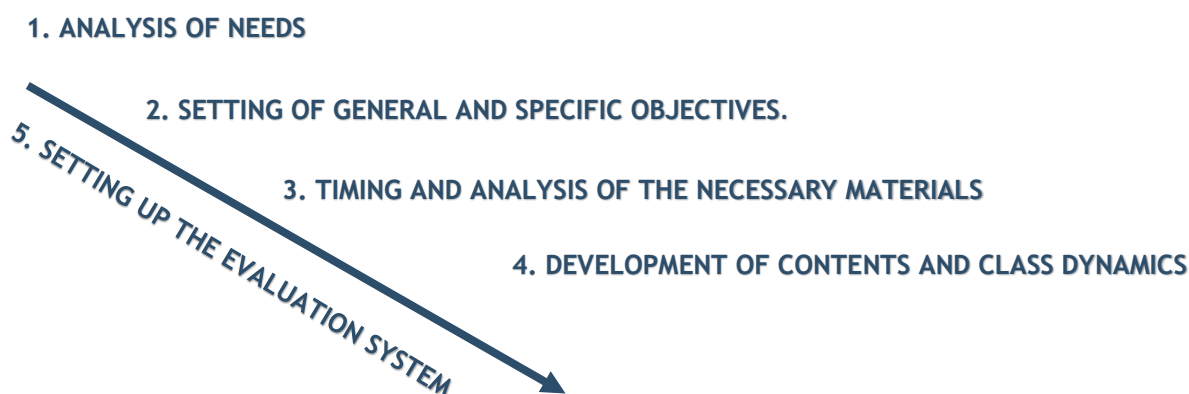 1. ANALYSIS OF NEEDS
2. SETTING OF GENERAL AND SPECIFIC OBJECTIVES.
3. TIMING AND ANALYSIS OF THE NECESSARY MATERIALS
4. DEVELOPMENT OF CONTENTS AND CLASS DYNAMICS
5. SETTING UP THE EVALUATION SYSTEM